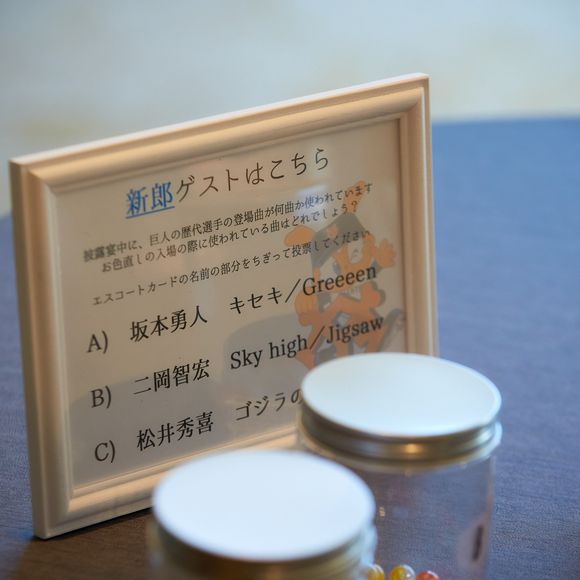 新郎ゲストはこちら
披露宴中に、巨人の歴代選手の登場曲が何曲か使われています
お色直しの入場の際に使われている曲はどれでしょう？
エスコートカードの名前の部分をちぎって投票してください
A) 坂本勇人 キセキ／Greeeen
B) 二岡智宏 Sky high／Jigsaw
C) 松井秀喜 ゴジラの